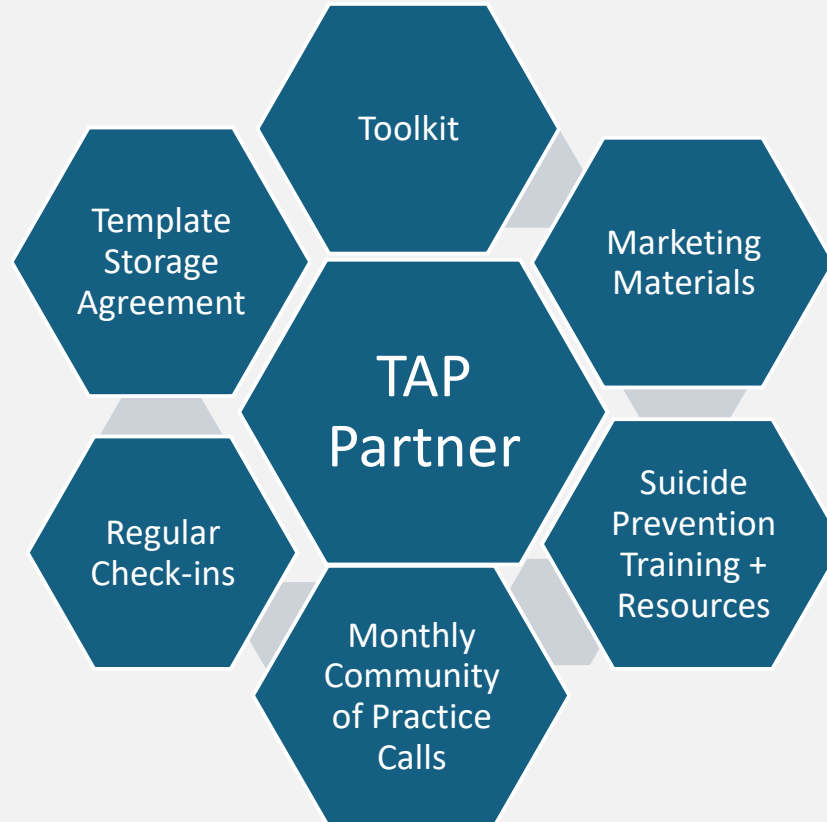 Toolkit
Template
Storage
Agreement
Marketing
Materials
TAP
Partner
Regular
Check-ins
Suicide
Prevention
Training +
Resources
Monthly
Community
of Practice
Calls